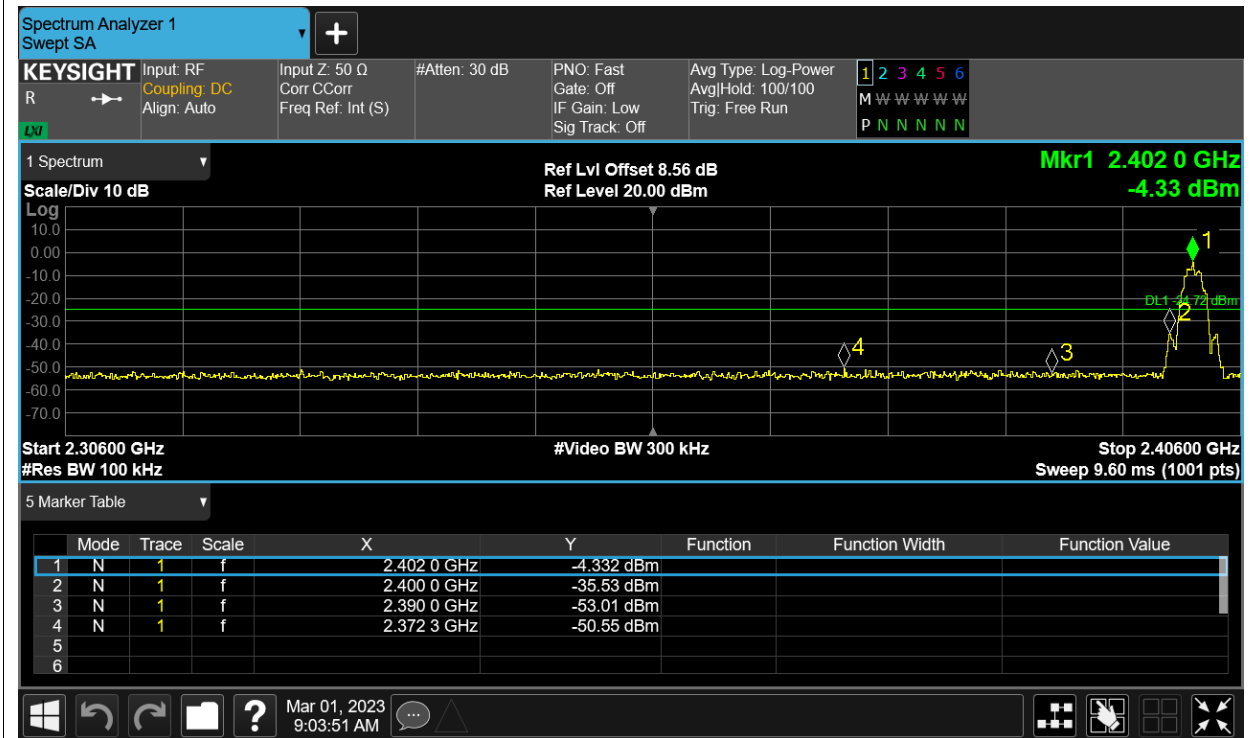 Spectrum Analyzer 1
Swept SA
KEYSIGHT
R
LXI
Input: RF
Coupling: DC
Align: Auto
Input Z: 50 Ω
Corr CCorr
Freq Ref: Int (S)
#Atten: 30 dB
PNO: Fast
Gate: Off
IF Gain: Low
Sig Track: Off
Avg Type: Log-Power
Avg|Hold: 100/100
Trig: Free Run
1 2 3 4 5 6
M W W W W W
P N N N N N
1 Spectrum
Scale/Div 10 dB
Ref Lvl Offset 8.56 dB
Ref Level 20.00 dBm
Mkr1 2.402 0 GHz
-4.33 dBm
Log
10.0
0.00
-10.0
-20.0
-30.0
-40.0
-50.0
-60.0
-70.0
1
DL1 -24.72 dBm
2
4
3
Start 2.30600 GHz
#Video BW 300 kHz
Stop 2.40600 GHz
#Res BW 100 kHz
Sweep 9.60 ms (1001 pts)
5 Marker Table
Mode Trace Scale X Y Function Function Width Function Value
1 N 1 f 2.402 0 GHz -4.332 dBm
2 N 1 f 2.400 0 GHz -35.53 dBm
3 N 1 f 2.390 0 GHz -53.01 dBm
4 N 1 f 2.372 3 GHz -50.55 dBm
5
6
?
Mar 01, 2023
9:03:51 AM